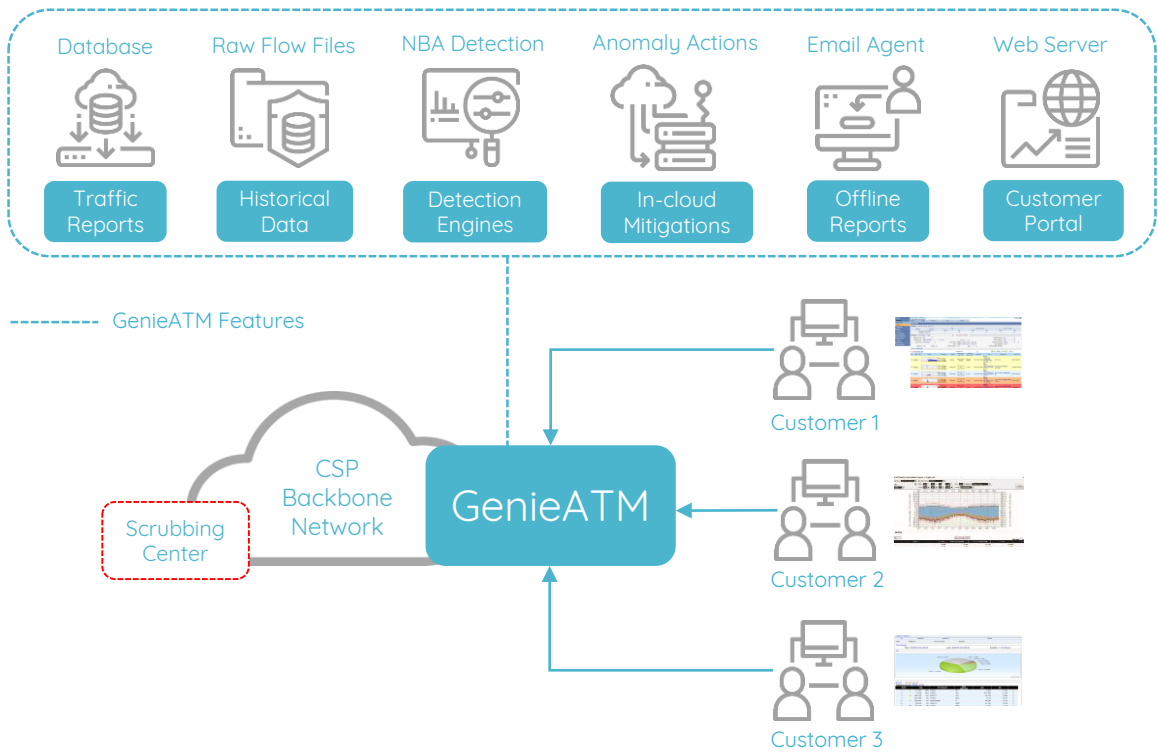 Database
Raw Flow Files
NBA Detection
Anomaly Actions
Email Agent
Web Server
Traffic
Reports
Historical
Data
Detection
Engines
In-cloud
Mitigations
Offline
Reports
Customer
Portal
GenieATM Features
Customer 1
CSP
Backbone
Network
GenieATM
Scrubbing
Center
Customer 2
Customer 3